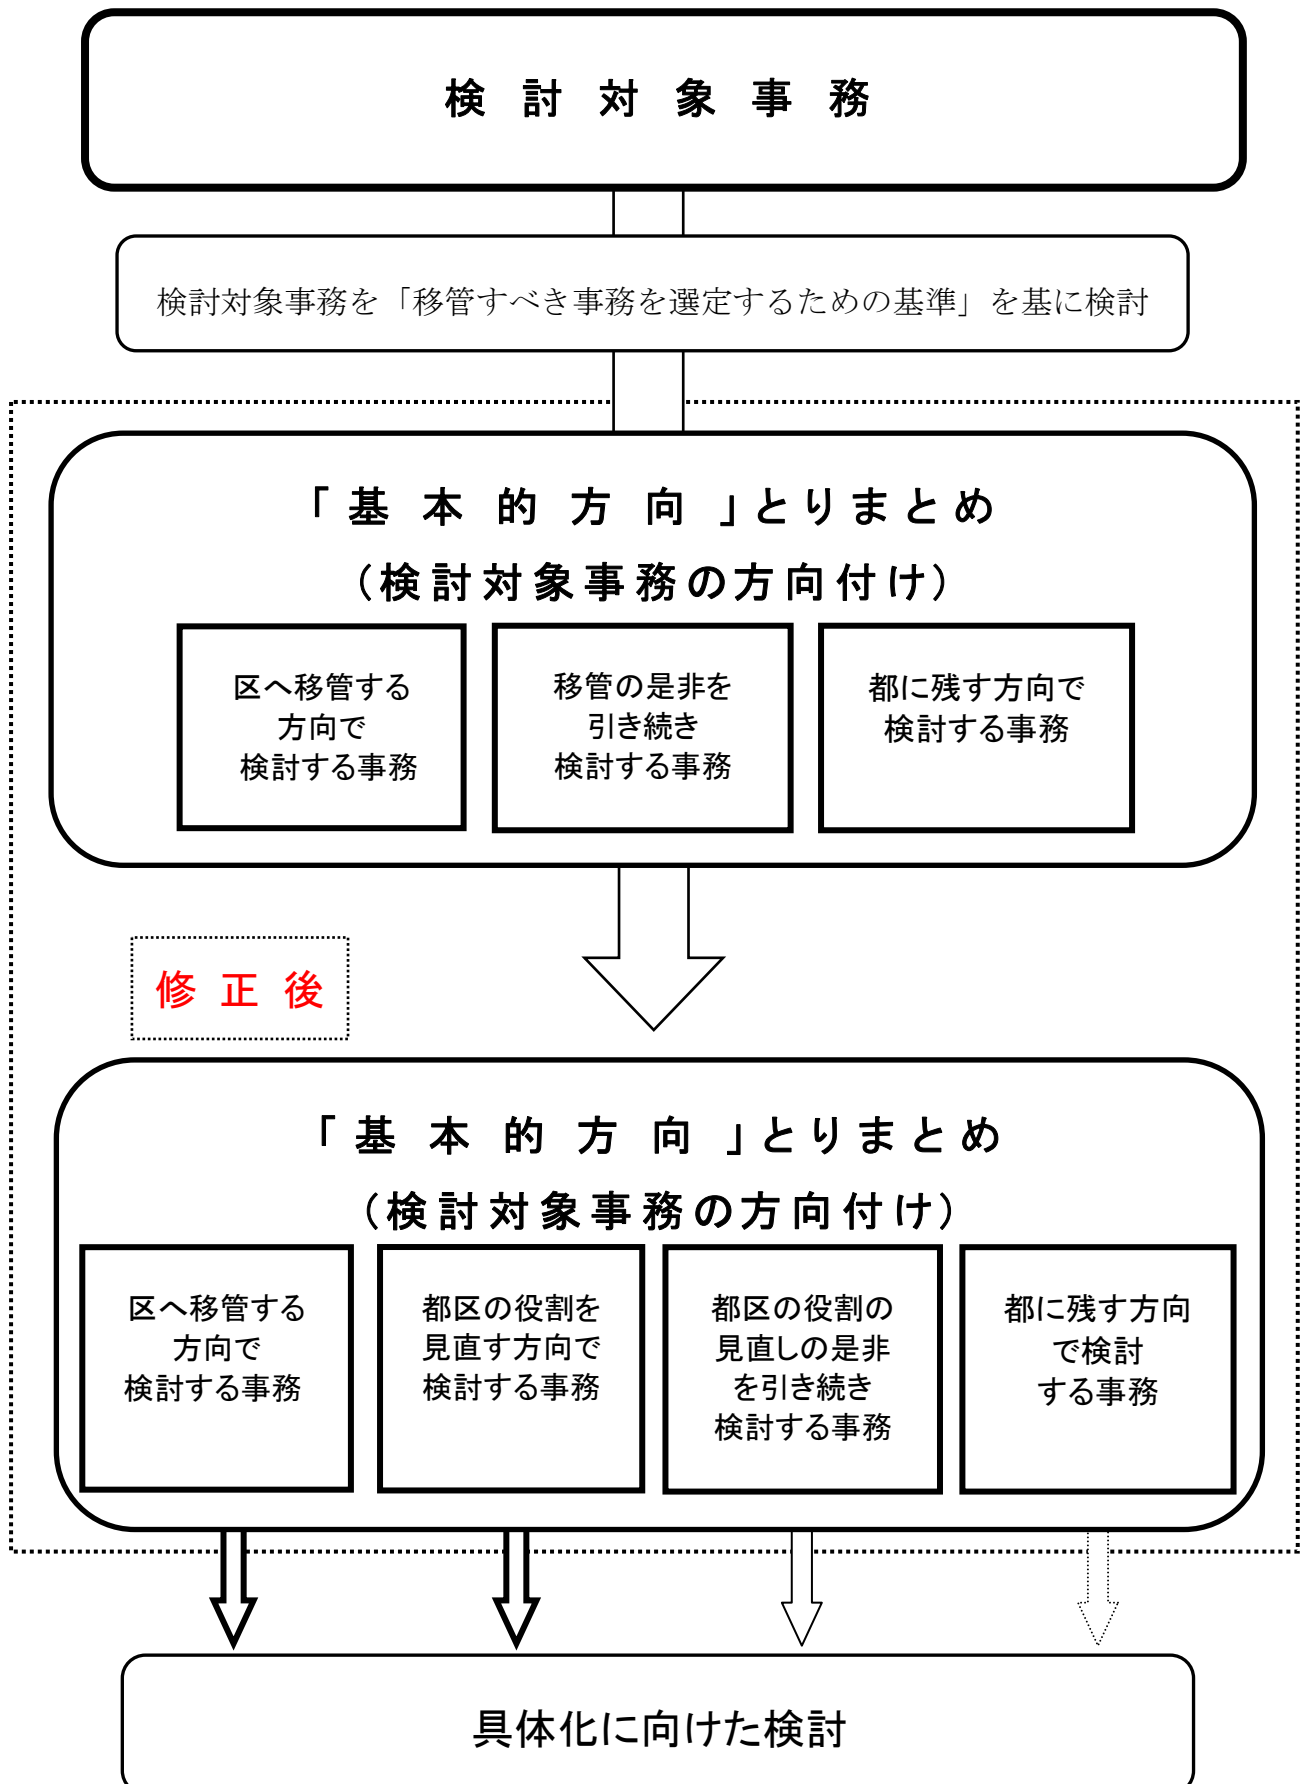 検討対象事務
検討対象事務を「移管すべき事務を選定するための基準」を基に検討
「基本的方向」とりまとめ
(検討対象事務の方向付け)
区へ移管する
方向で
検討する事務
移管の是非を
引き続き
検討する事務
都に残す方向で
検討する事務
修正後
「基本的方向」とりまとめ
(検討対象事務の方向付け)
区へ移管する
方向で
検討する事務
都区の役割を
見直す方向で
検討する事務
都区の役割の
見直しの是非
を引き続き
検討する事務
都に残す方向
で検討
する事務
具体化に向けた検討